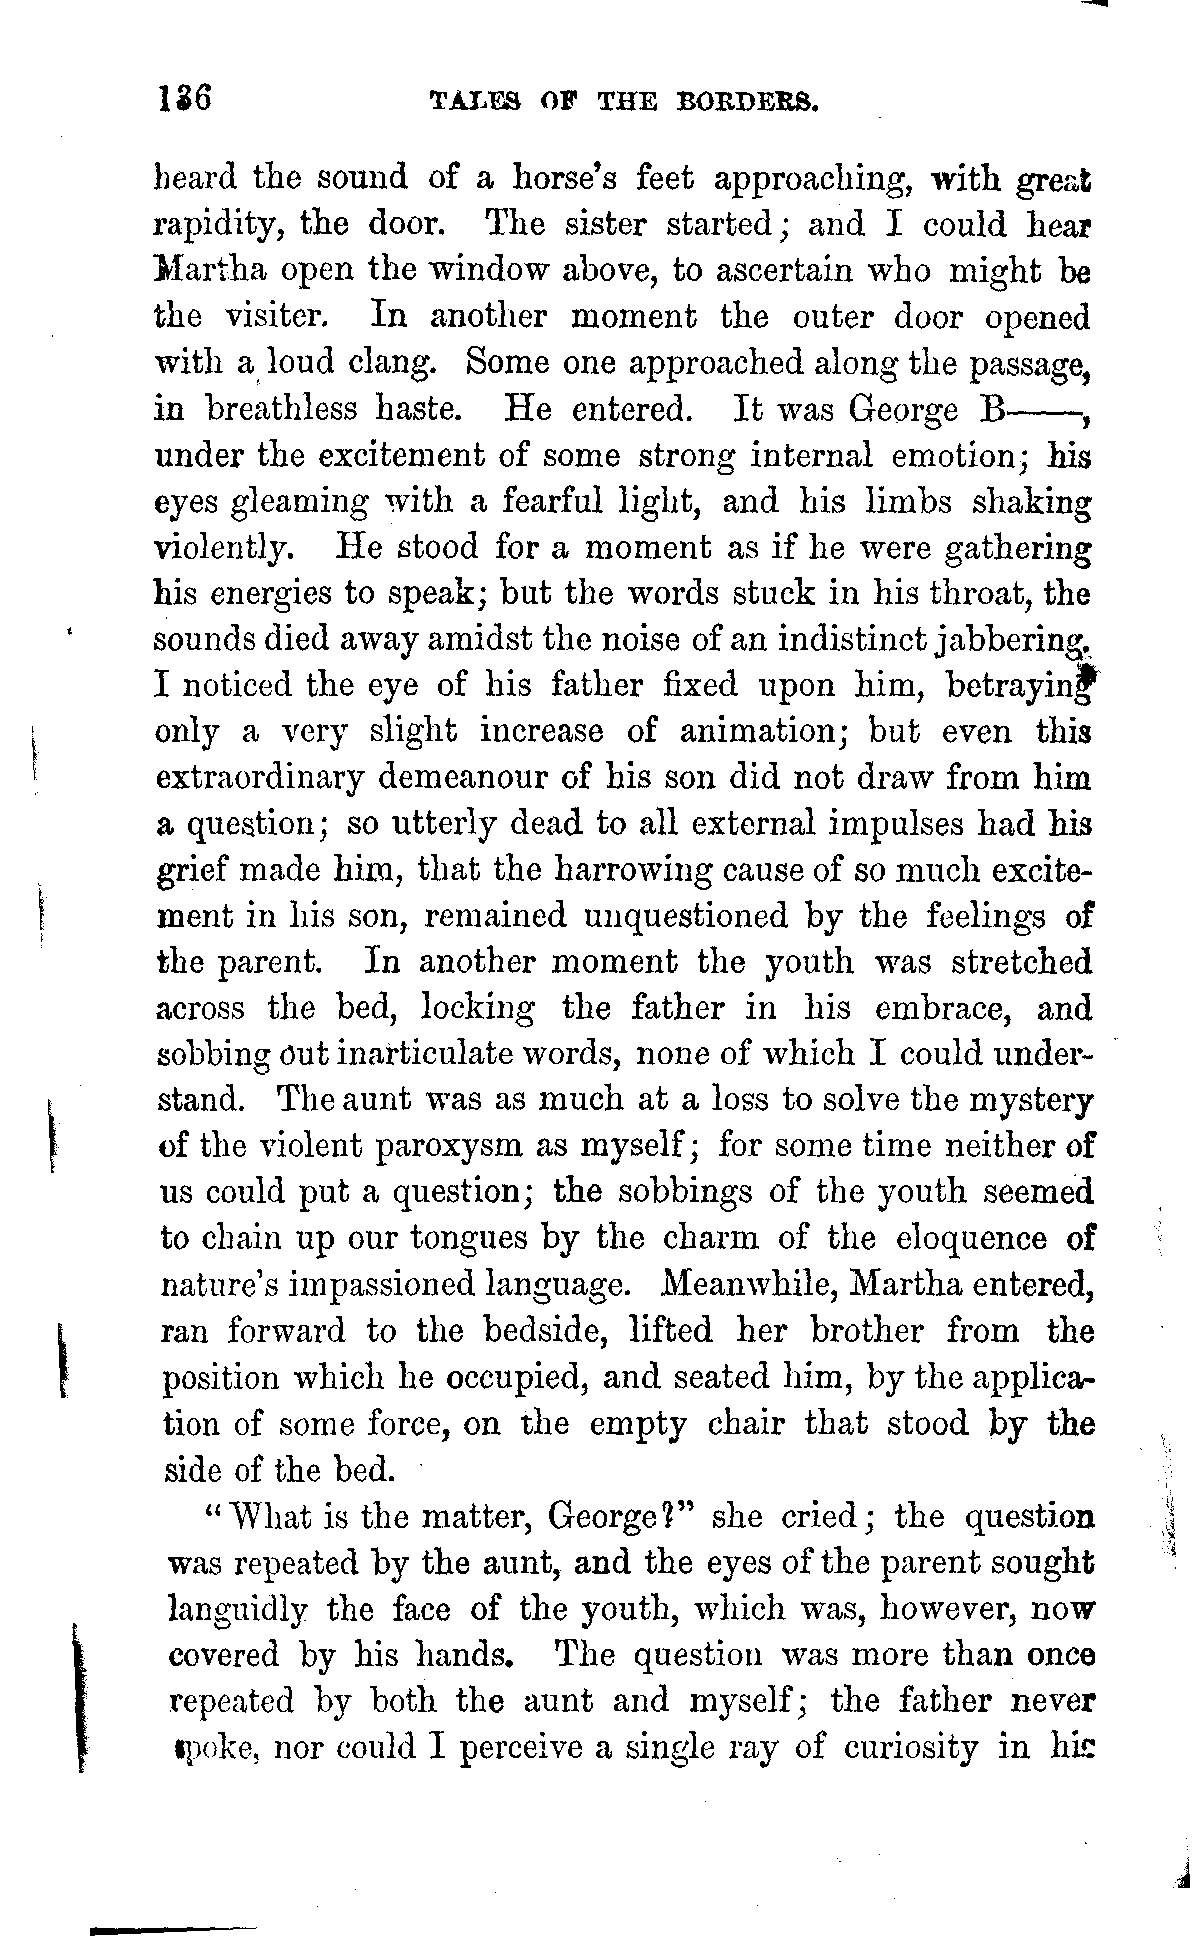 136 TALES OF THE BORDERS.
heard the sound of a horse's feet approaching, with great
rapidity, the door. The sister started; and I could hear
Martha open the window above, to ascertain who might be
the visiter. In another moment the outer door opened
with a loud clang. Some one approached along the passage,
in breathless haste. He entered. It was George B——,
under the excitement of some strong internal emotion; his
eyes gleaming with a fearful light, and his limbs shaking
violently. He stood for a moment as if he were gathering
his energies to speak; but the words stuck in his throat, the
sounds died away amidst the noise of an indistinct jabbering.
I noticed the eye of his father fixed upon him, betraying
only a very slight increase of animation; but even this
extraordinary demeanour of his son did not draw from him
a question; so utterly dead to all external impulses had his
grief made him, that the harrowing cause of so much excite-
ment in his son, remained unquestioned by the feelings of
the parent. In another moment the youth was stretched
across the bed, locking the father in his embrace, and
sobbing out inarticulate words, none of which I could under-
stand. The aunt was as much at a loss to solve the mystery
of the violent paroxysm as myself; for some time neither of
us could put a question; the sobbings of the youth seemed
to chain up our tongues by the charm of the eloquence of
nature's impassioned language. Meanwhile, Martha entered,
ran forward to the bedside, lifted her brother from the
position which he occupied, and seated him, by the applica-
tion of some force, on the empty chair that stood by the
side of the bed.
"What is the matter, George?" she cried; the question
was repeated by the aunt, and the eyes of the parent sought
languidly the face of the youth, which was, however, now
covered by his hands. The question was more than once
repeated by both the aunt and myself; the father never
spoke, nor could I perceive a single ray of curiosity in his